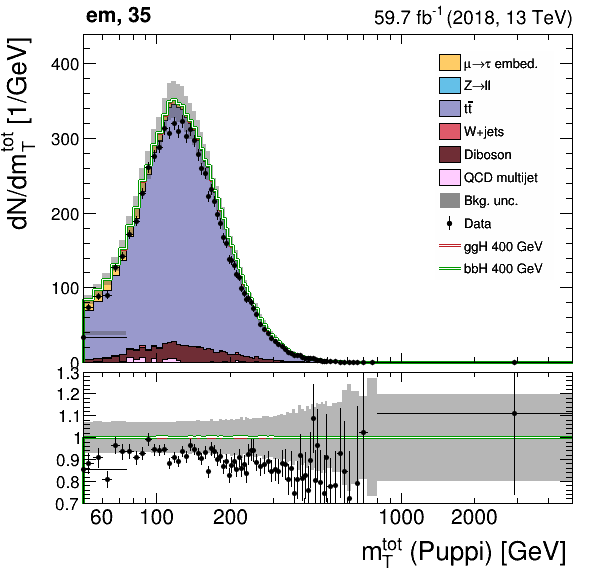 em, 35
59.7 fb⁻¹ (2018, 13 TeV)
dN/dm_T^tot [1/GeV]
400
300
200
100
0
μ→τ embed.
Z→ll
tt̄
W+jets
Diboson
QCD multijet
Bkg. unc.
Data
ggH 400 GeV
bbH 400 GeV
1.3
1.2
1.1
1
0.9
0.8
0.7
60 100 200 1000 2000
m_T^tot (Puppi) [GeV]